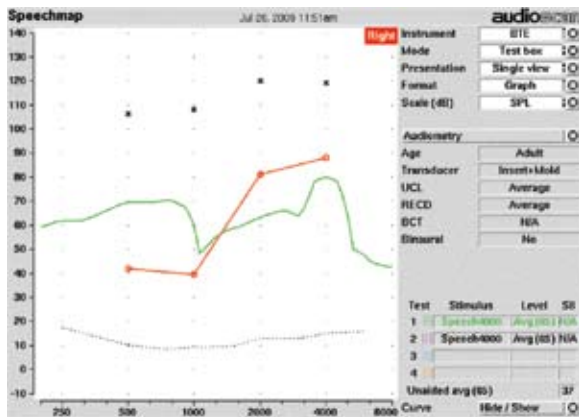 Speechmap Jul 26, 2009 11:51am audioscan
Right
Instrument BTE
Mode Test box
Presentation Single view
Format Graph
Scale (dB) SPL
Audiometry
Age Adult
Transducer Insert+Mold
UCL Average
RECD Average
BCT N/A
Binaural No
Test Stimulus Level SII
1 Speech4000 Avg (65) N/A
2 Speech4000 Avg (65) N/A
3
4
Unaided avg (65) 37
Curve Hide / Show
140
130
120
110
100
90
80
70
60
50
40
30
20
10
0
-10
250 500 1000 2000 4000 8000